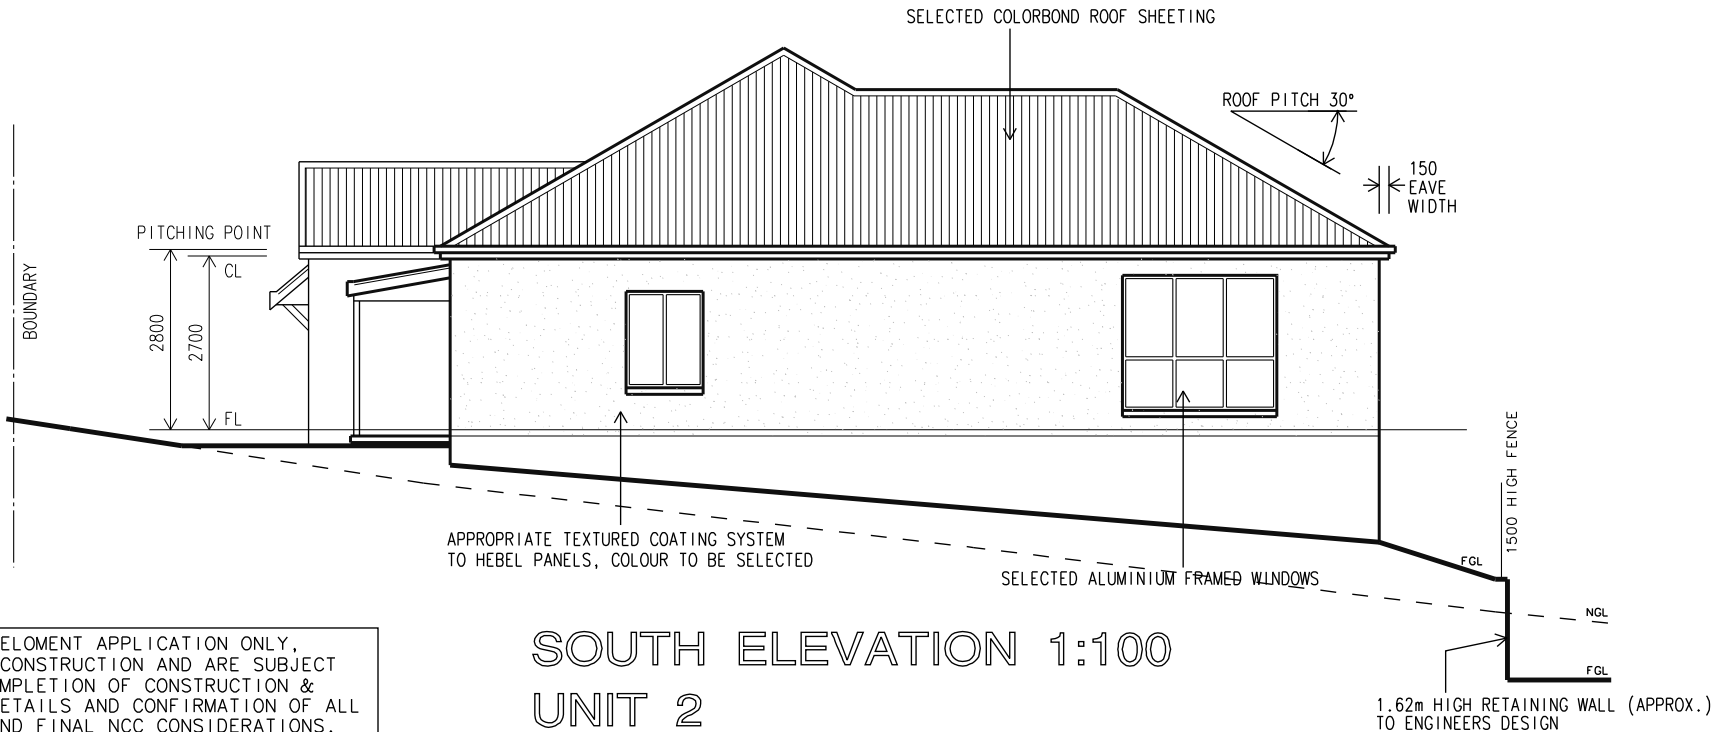 SELECTED COLORBOND ROOF SHEETING
ROOF PITCH 30°
150
EAVE
WIDTH
PITCHING POINT
CL
BOUNDARY
2800
2700
FL
1500 HIGH FENCE
APPROPRIATE TEXTURED COATING SYSTEM
TO HEBEL PANELS, COLOUR TO BE SELECTED
SELECTED ALUMINIUM FRAMED WINDOWS
FGL
NGL
FGL
1.62m HIGH RETAINING WALL (APPROX.)
TO ENGINEERS DESIGN
ELOMENT APPLICATION ONLY,
CONSTRUCTION AND ARE SUBJECT
MPLETION OF CONSTRUCTION &
ETAILS AND CONFIRMATION OF ALL
ND FINAL NCC CONSIDERATIONS.
SOUTH ELEVATION 1:100
UNIT 2